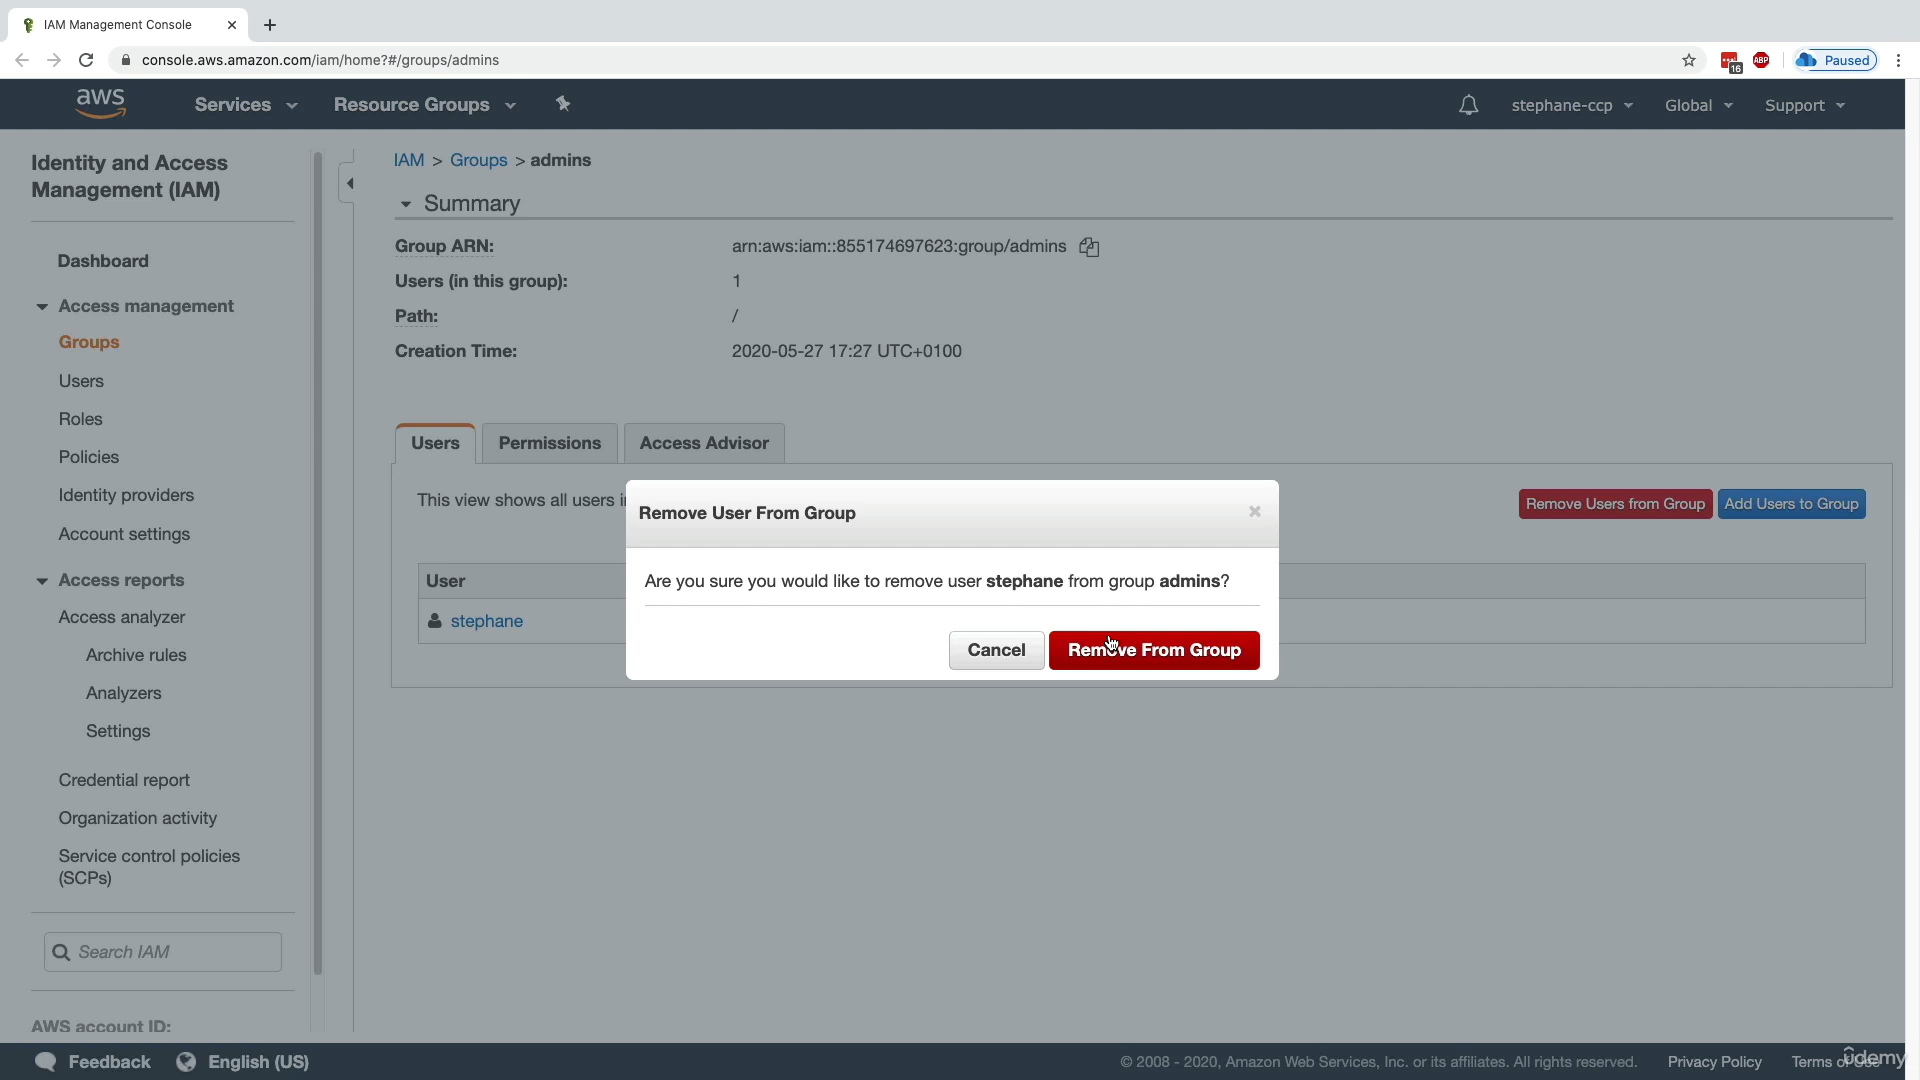 IAM Management Console
console.aws.amazon.com/iam/home?#/groups/admins
16
ABP
Paused
aws
Services
Resource Groups
stephane-ccp
Global
Support
Identity and Access
Management (IAM)
Dashboard
Access management
Groups
Users
Roles
Policies
Identity providers
Account settings
Access reports
Access analyzer
Archive rules
Analyzers
Settings
Credential report
Organization activity
Service control policies
(SCPs)
Search IAM
AWS account ID:
IAM > Groups > admins
Summary
Group ARN: arn:aws:iam::855174697623:group/admins
Users (in this group): 1
Path: /
Creation Time: 2020-05-27 17:27 UTC+0100
Users Permissions Access Advisor
This view shows all users
Remove Users from Group Add Users to Group
User
stephane
Remove User From Group
Are you sure you would like to remove user stephane from group admins?
Cancel Remove From Group
Feedback English (US)
© 2008 - 2020, Amazon Web Services, Inc. or its affiliates. All rights reserved. Privacy Policy Terms of
ûdemy